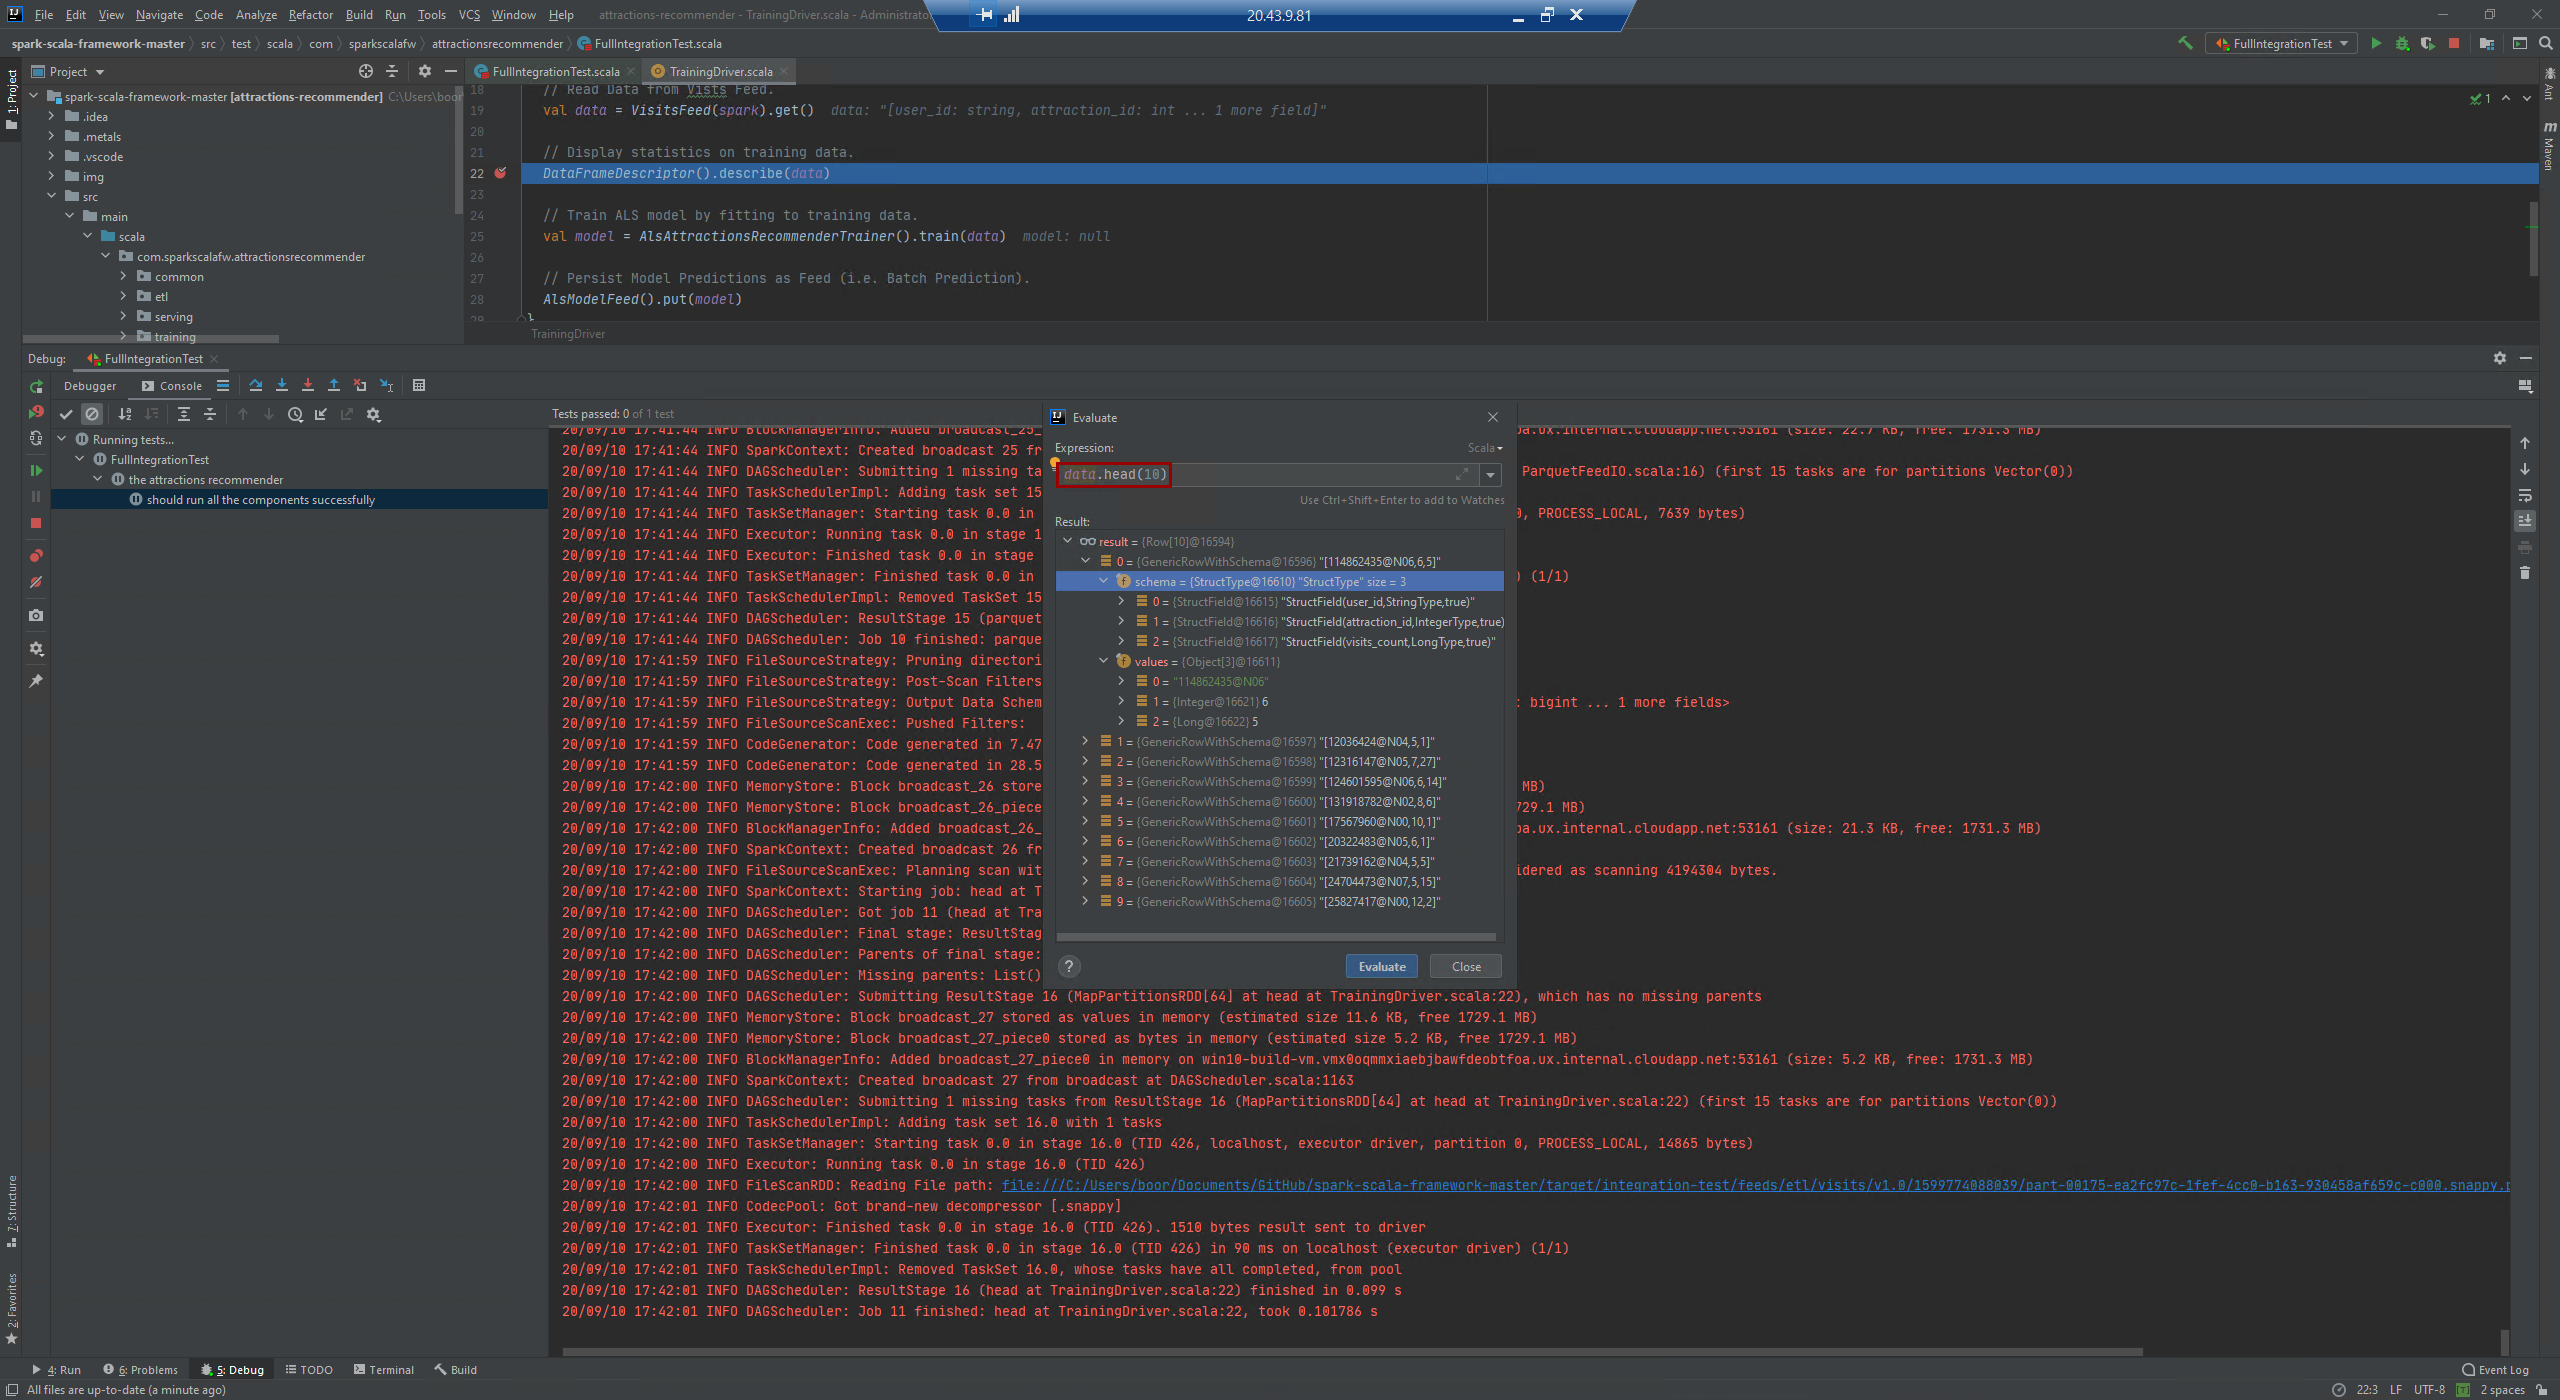 File Edit View Navigate Code Analyze Refactor Build Run Tools VCS Window Help attractions-recommender - TrainingDriver.scala - Administrato
20.43.9.81
spark-scala-framework-master src test scala com sparkscalafw attractionsrecommender FullIntegrationTest.scala
FullIntegrationTest
Project
FullIntegrationTest.scala
TrainingDriver.scala
1: Project
spark-scala-framework-master [attractions-recommender] C:\Users\boor
.idea
.metals
.vscode
img
src
main
scala
com.sparkscalafw.attractionsrecommender
common
etl
serving
training
18 // Read Data from Vists Feed.
19 val data = VisitsFeed(spark).get() data: "[user_id: string, attraction_id: int ... 1 more field]"
20
21 // Display statistics on training data.
22 DataFrameDescriptor().describe(data)
23
24 // Train ALS model by fitting to training data.
25 val model = AlsAttractionsRecommenderTrainer().train(data) model: null
26
27 // Persist Model Predictions as Feed (i.e. Batch Prediction).
28 AlsModelFeed().put(model)
29 }
TrainingDriver
1
Ant
Maven
Debug: FullIntegrationTest
Debugger Console
Tests passed: 0 of 1 test
Running tests...
FullIntegrationTest
the attractions recommender
should run all the components successfully
20/09/10 17:41:44 INFO BlockManagerInfo: Added broadcast_25_ oa.ux.internal.cloudapp.net:53161 (size: 22.7 KB, free: 1731.3 MB)
20/09/10 17:41:44 INFO SparkContext: Created broadcast 25 fr
20/09/10 17:41:44 INFO DAGScheduler: Submitting 1 missing ta ParquetFeedIO.scala:16) (first 15 tasks are for partitions Vector(0))
20/09/10 17:41:44 INFO TaskSchedulerImpl: Adding task set 15
20/09/10 17:41:44 INFO TaskSetManager: Starting task 0.0 in 0, PROCESS_LOCAL, 7639 bytes)
20/09/10 17:41:44 INFO Executor: Running task 0.0 in stage 1
20/09/10 17:41:44 INFO Executor: Finished task 0.0 in stage
20/09/10 17:41:44 INFO TaskSetManager: Finished task 0.0 in ) (1/1)
20/09/10 17:41:44 INFO TaskSchedulerImpl: Removed TaskSet 15
20/09/10 17:41:44 INFO DAGScheduler: ResultStage 15 (parquet
20/09/10 17:41:44 INFO DAGScheduler: Job 10 finished: parque
20/09/10 17:41:59 INFO FileSourceStrategy: Pruning directori
20/09/10 17:41:59 INFO FileSourceStrategy: Post-Scan Filters
20/09/10 17:41:59 INFO FileSourceStrategy: Output Data Schem : bigint ... 1 more fields>
20/09/10 17:41:59 INFO FileSourceScanExec: Pushed Filters:
20/09/10 17:41:59 INFO CodeGenerator: Code generated in 7.47
20/09/10 17:41:59 INFO CodeGenerator: Code generated in 28.5
20/09/10 17:42:00 INFO MemoryStore: Block broadcast_26 store MB)
20/09/10 17:42:00 INFO MemoryStore: Block broadcast_26_piece 729.1 MB)
20/09/10 17:42:00 INFO BlockManagerInfo: Added broadcast_26_ oa.ux.internal.cloudapp.net:53161 (size: 21.3 KB, free: 1731.3 MB)
20/09/10 17:42:00 INFO SparkContext: Created broadcast 26 fr
20/09/10 17:42:00 INFO FileSourceScanExec: Planning scan wit idered as scanning 4194304 bytes.
20/09/10 17:42:00 INFO SparkContext: Starting job: head at T
20/09/10 17:42:00 INFO DAGScheduler: Got job 11 (head at Tra
20/09/10 17:42:00 INFO DAGScheduler: Final stage: ResultStag
20/09/10 17:42:00 INFO DAGScheduler: Parents of final stage:
20/09/10 17:42:00 INFO DAGScheduler: Missing parents: List()
20/09/10 17:42:00 INFO DAGScheduler: Submitting ResultStage 16 (MapPartitionsRDD[64] at head at TrainingDriver.scala:22), which has no missing parents
20/09/10 17:42:00 INFO MemoryStore: Block broadcast_27 stored as values in memory (estimated size 11.6 KB, free 1729.1 MB)
20/09/10 17:42:00 INFO MemoryStore: Block broadcast_27_piece0 stored as bytes in memory (estimated size 5.2 KB, free 1729.1 MB)
20/09/10 17:42:00 INFO BlockManagerInfo: Added broadcast_27_piece0 in memory on win10-build-vm.vmx0oqmmxiaebjbawfdeobtfoa.ux.internal.cloudapp.net:53161 (size: 5.2 KB, free: 1731.3 MB)
20/09/10 17:42:00 INFO SparkContext: Created broadcast 27 from broadcast at DAGScheduler.scala:1163
20/09/10 17:42:00 INFO DAGScheduler: Submitting 1 missing tasks from ResultStage 16 (MapPartitionsRDD[64] at head at TrainingDriver.scala:22) (first 15 tasks are for partitions Vector(0))
20/09/10 17:42:00 INFO TaskSchedulerImpl: Adding task set 16.0 with 1 tasks
20/09/10 17:42:00 INFO TaskSetManager: Starting task 0.0 in stage 16.0 (TID 426, localhost, executor driver, partition 0, PROCESS_LOCAL, 14865 bytes)
20/09/10 17:42:00 INFO Executor: Running task 0.0 in stage 16.0 (TID 426)
20/09/10 17:42:00 INFO FileScanRDD: Reading File path: file:///C:/Users/boor/Documents/GitHub/spark-scala-framework-master/target/integration-test/feeds/etl/visits/v1.0/1599774088039/part-00175-ea2fc97c-1fef-4cc0-b163-930458af659c-c000.snappy.p
20/09/10 17:42:01 INFO CodecPool: Got brand-new decompressor [.snappy]
20/09/10 17:42:01 INFO Executor: Finished task 0.0 in stage 16.0 (TID 426). 1510 bytes result sent to driver
20/09/10 17:42:01 INFO TaskSetManager: Finished task 0.0 in stage 16.0 (TID 426) in 90 ms on localhost (executor driver) (1/1)
20/09/10 17:42:01 INFO TaskSchedulerImpl: Removed TaskSet 16.0, whose tasks have all completed, from pool
20/09/10 17:42:01 INFO DAGScheduler: ResultStage 16 (head at TrainingDriver.scala:22) finished in 0.099 s
20/09/10 17:42:01 INFO DAGScheduler: Job 11 finished: head at TrainingDriver.scala:22, took 0.101786 s
Evaluate
Expression:
Scala
data.head(10)
Use Ctrl+Shift+Enter to add to Watches
Result:
result = {Row[10]@16594}
0 = {GenericRowWithSchema@16596} "[114862435@N06,6,5]"
schema = {StructType@16610} "StructType" size = 3
0 = {StructField@16615} "StructField(user_id,StringType,true)"
1 = {StructField@16616} "StructField(attraction_id,IntegerType,true)
2 = {StructField@16617} "StructField(visits_count,LongType,true)"
values = {Object[3]@16611}
0 = "114862435@N06"
1 = {Integer@16621} 6
2 = {Long@16622} 5
1 = {GenericRowWithSchema@16597} "[12036424@N04,5,1]"
2 = {GenericRowWithSchema@16598} "[12316147@N05,7,27]"
3 = {GenericRowWithSchema@16599} "[124601595@N06,6,14]"
4 = {GenericRowWithSchema@16600} "[131918782@N02,8,6]"
5 = {GenericRowWithSchema@16601} "[17567960@N00,10,1]"
6 = {GenericRowWithSchema@16602} "[20322483@N05,6,1]"
7 = {GenericRowWithSchema@16603} "[21739162@N04,5,5]"
8 = {GenericRowWithSchema@16604} "[24704473@N07,5,15]"
9 = {GenericRowWithSchema@16605} "[25827417@N00,12,2]"
?
Evaluate
Close
7: Structure
2: Favorites
4: Run 6: Problems 5: Debug TODO Terminal Build
Event Log
All files are up-to-date (a minute ago)
22:3 LF UTF-8 2 spaces